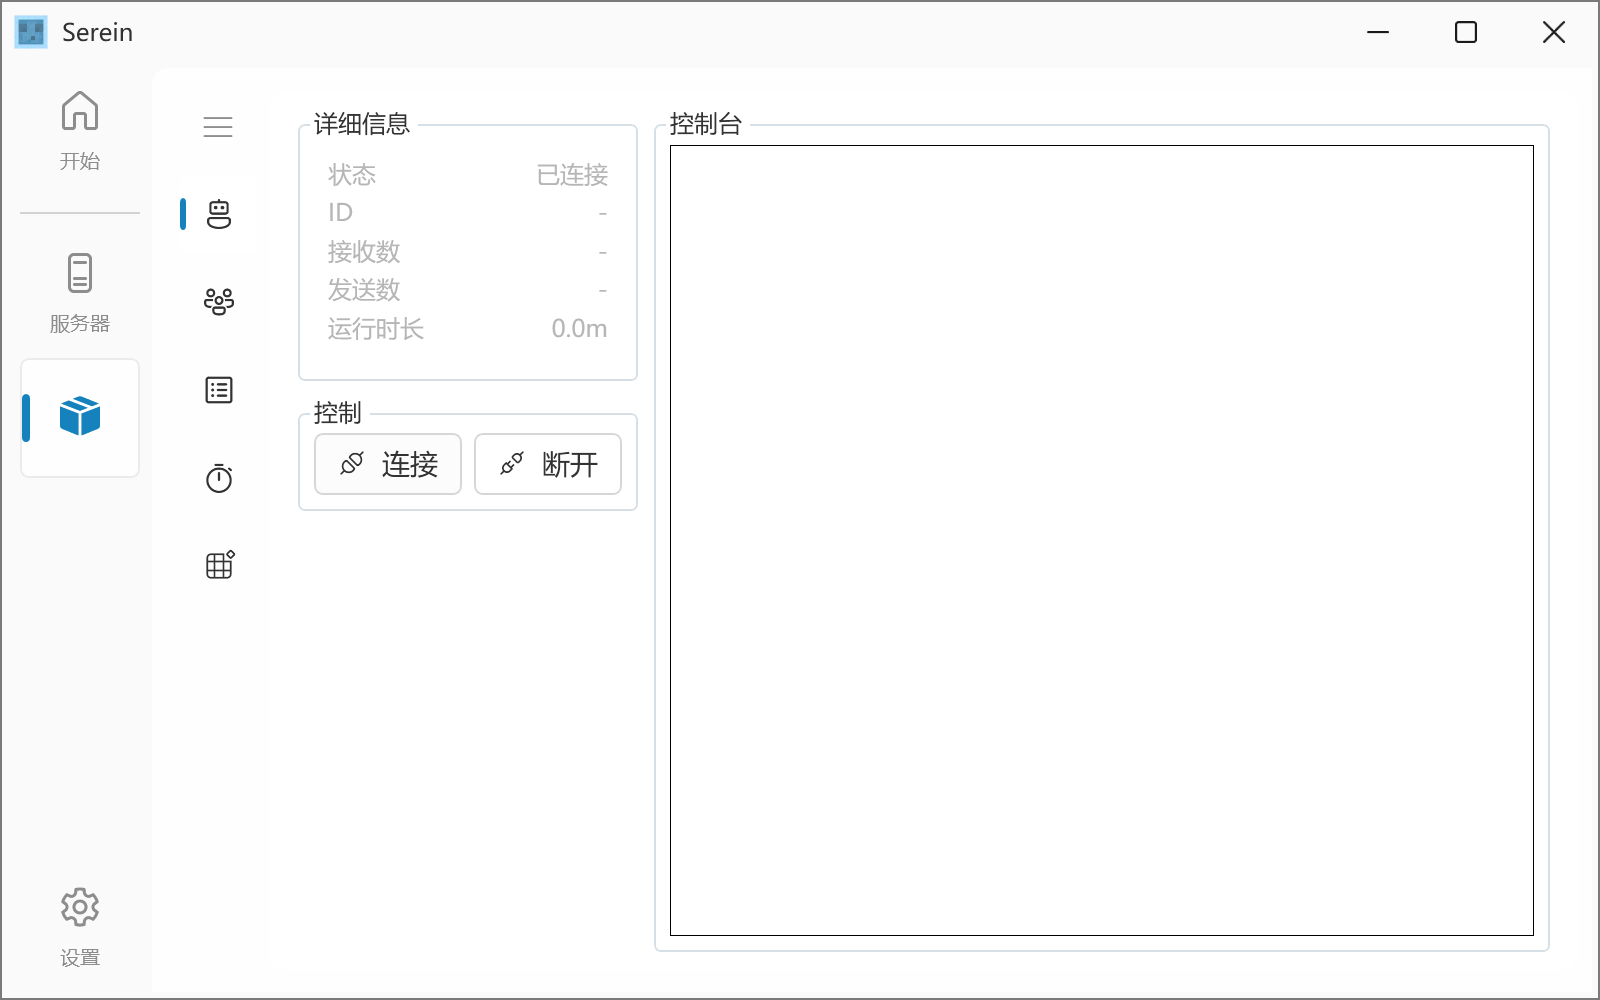 Serein
开始
服务器
设置
详细信息
状态 已连接
ID -
接收数 -
发送数 -
运行时长 0.0m
控制
连接 断开
控制台